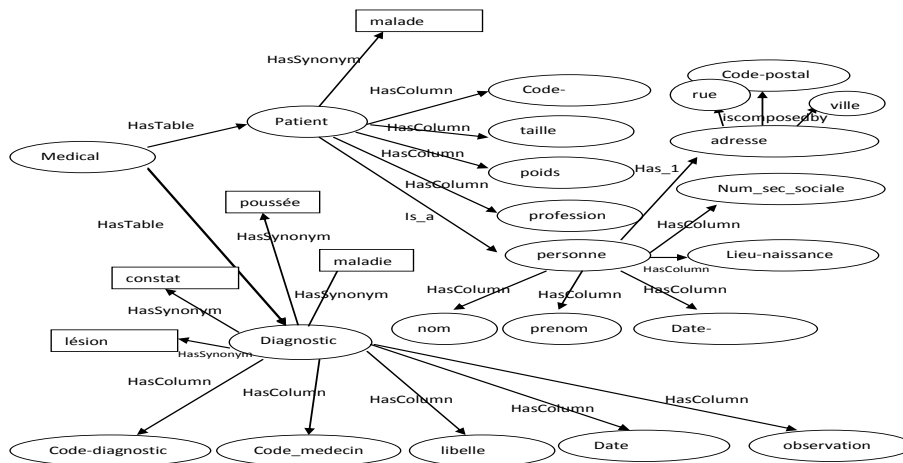 malade
HasSynonym
Code-postal
rue
ville
iscomposedby
adresse
HasColumn
Code-
Patient
HasTable
HasColumn
taille
Medical
HasColumn
poids
Has_1
Num_sec_sociale
poussée
HasColumn
profession
Is_a
HasColumn
HasTable
HasSynonym
maladie
personne
Lieu-naissance
HasColumn
constat
HasSynonym
HasColumn
HasColumn
HasColumn
HasSynonym
nom
prenom
Date-
lésion
Diagnostic
HasSynonym
HasColumn
HasColumn
HasColumn
HasColumn
HasColumn
Code-diagnostic
Code_medecin
libelle
Date
observation